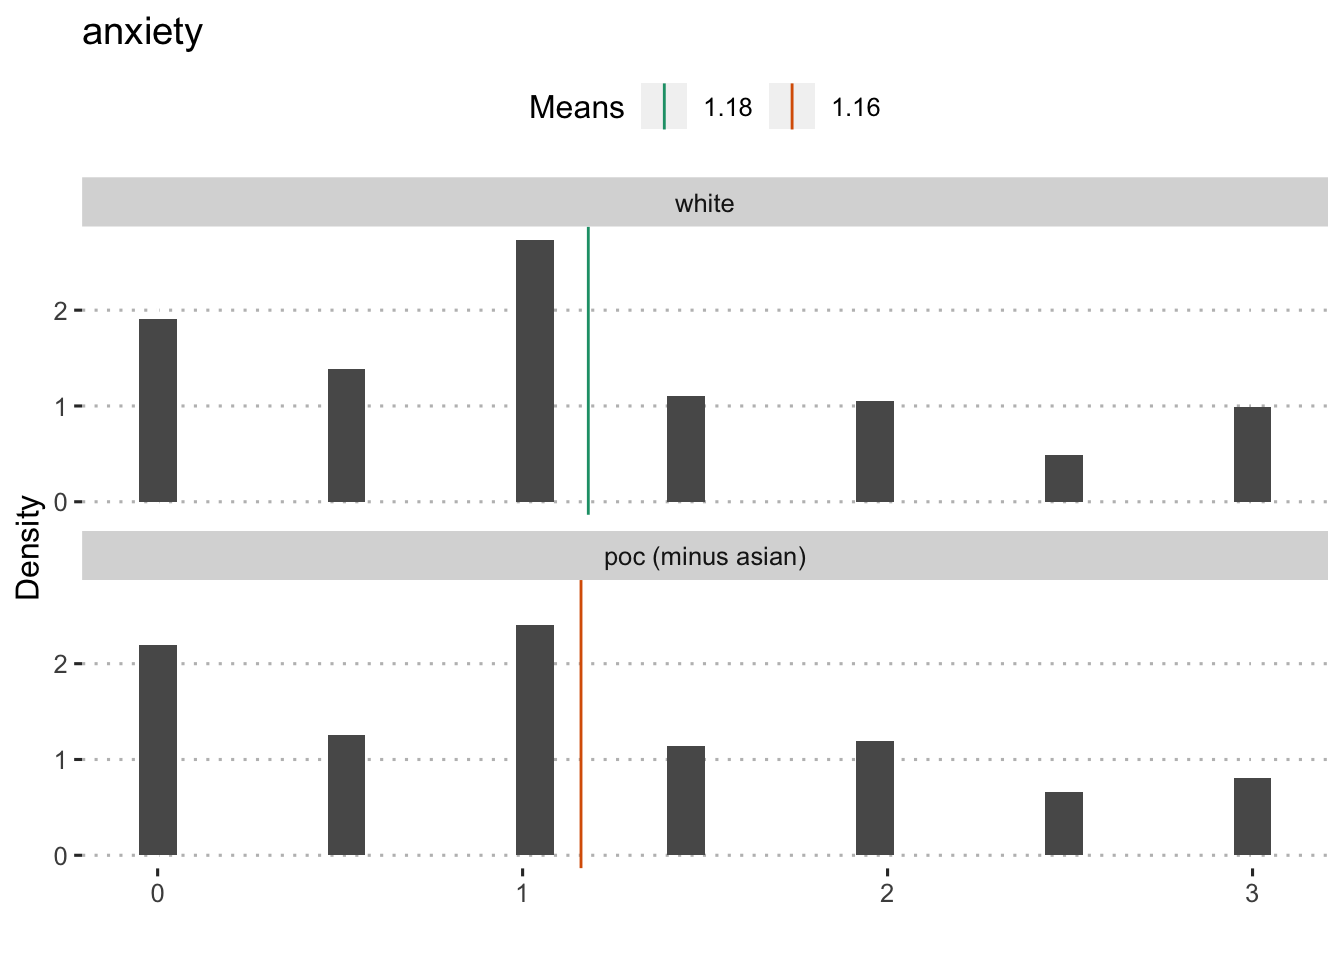 anxiety
Means 1.18 1.16
white
2
1
0
Density
poc (minus asian)
2
1
0
0 1 2 3